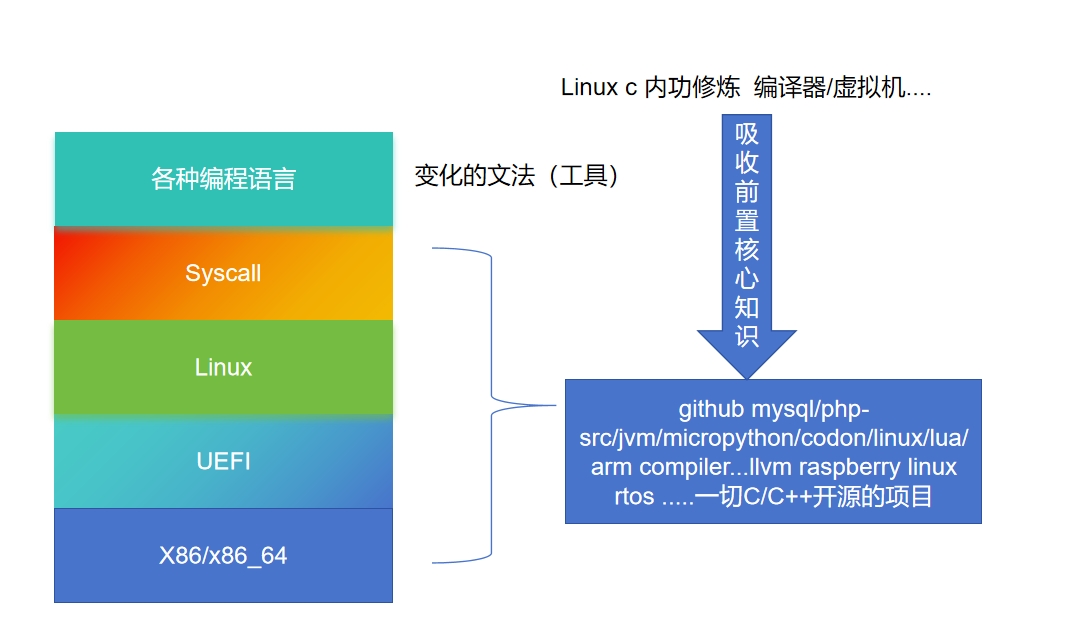 Linux c 内功修炼 编译器/虚拟机....
吸
收
前
置
核
心
知
识
各种编程语言
变化的文法（工具）
Syscall
Linux
UEFI
X86/x86_64
github mysql/php-
src/jvm/micropython/codon/linux/lua/
arm compiler...llvm raspberry linux
rtos .....一切C/C++开源的项目